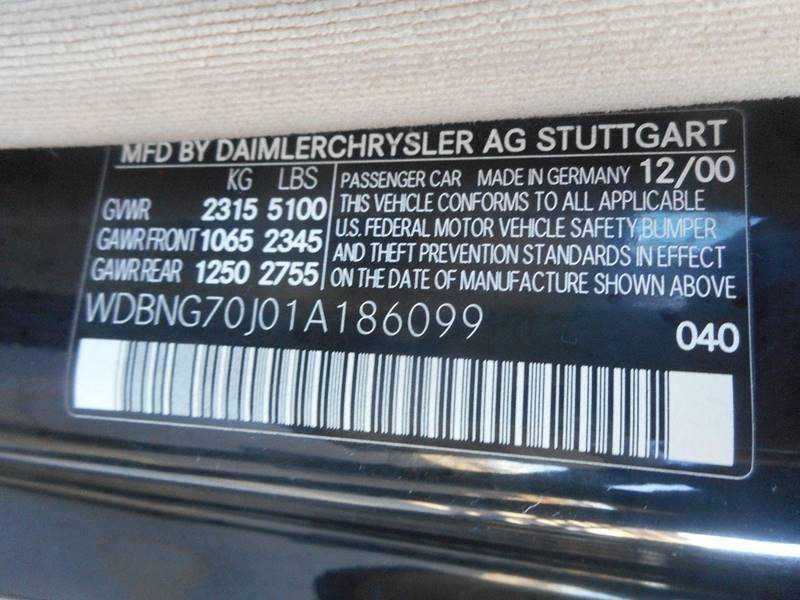 MFD BY DAIMLERCHRYSLER AG STUTTGART
KG LBS
GVWR 2315 5100
GAWR FRONT 1065 2345
GAWR REAR 1250 2755
PASSENGER CAR MADE IN GERMANY 12/00
THIS VEHICLE CONFORMS TO ALL APPLICABLE
U.S. FEDERAL MOTOR VEHICLE SAFETY, BUMPER
AND THEFT PREVENTION STANDARDS IN EFFECT
ON THE DATE OF MANUFACTURE SHOWN ABOVE
WDBNG70J01A186099
040